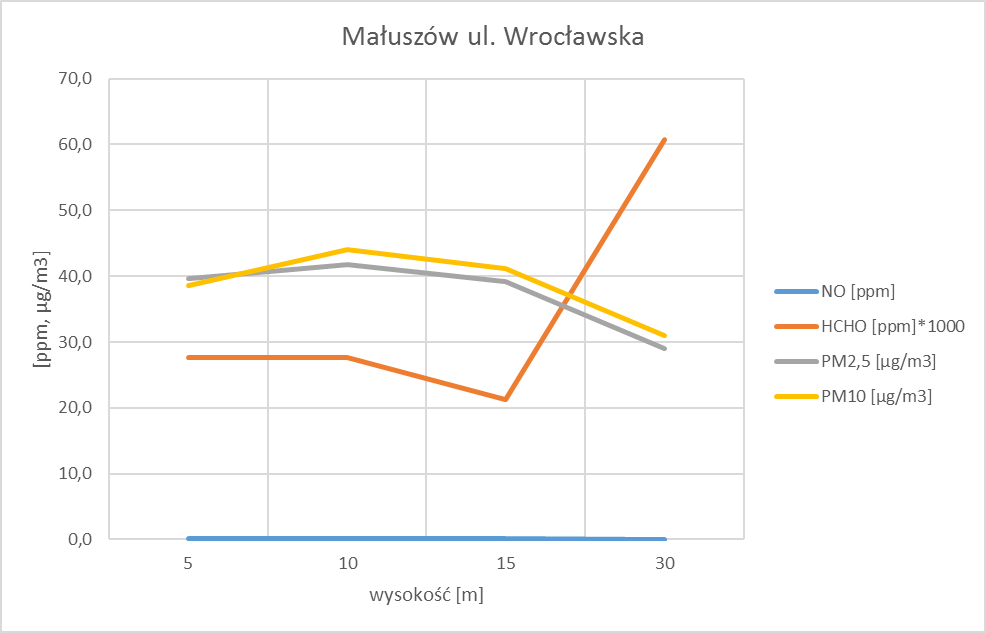 Małuszów ul. Wrocławska
70,0
60,0
50,0
40,0
30,0
20,0
10,0
0,0
[ppm, µg/m3]
5 10 15 30
wysokość [m]
NO [ppm]
HCHO [ppm]*1000
PM2,5 [µg/m3]
PM10 [µg/m3]